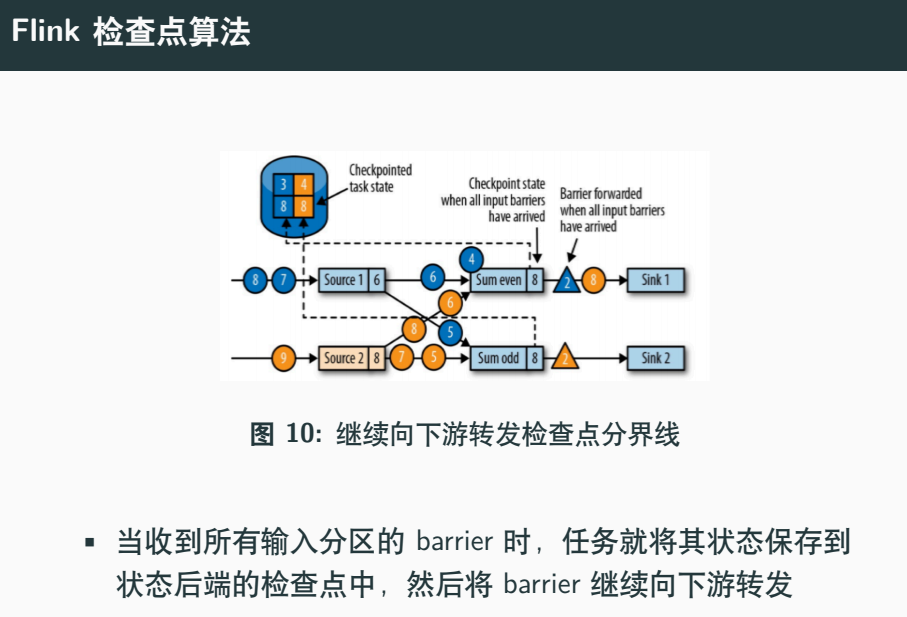 Flink 检查点算法
Checkpointed
task state
Checkpoint state
when all input barriers
have arrived
Barrier forwarded
when all input barriers
have arrived
3 4
8 8
4
8 7 Source 1 6 6 Sum even 8 2 8 Sink 1
6
8 5
9 Source 2 8 7 5 Sum odd 8 2 Sink 2
图 10: 继续向下游转发检查点分界线
▪ 当收到所有输入分区的 barrier 时，任务就将其状态保存到
状态后端的检查点中，然后将 barrier 继续向下游转发